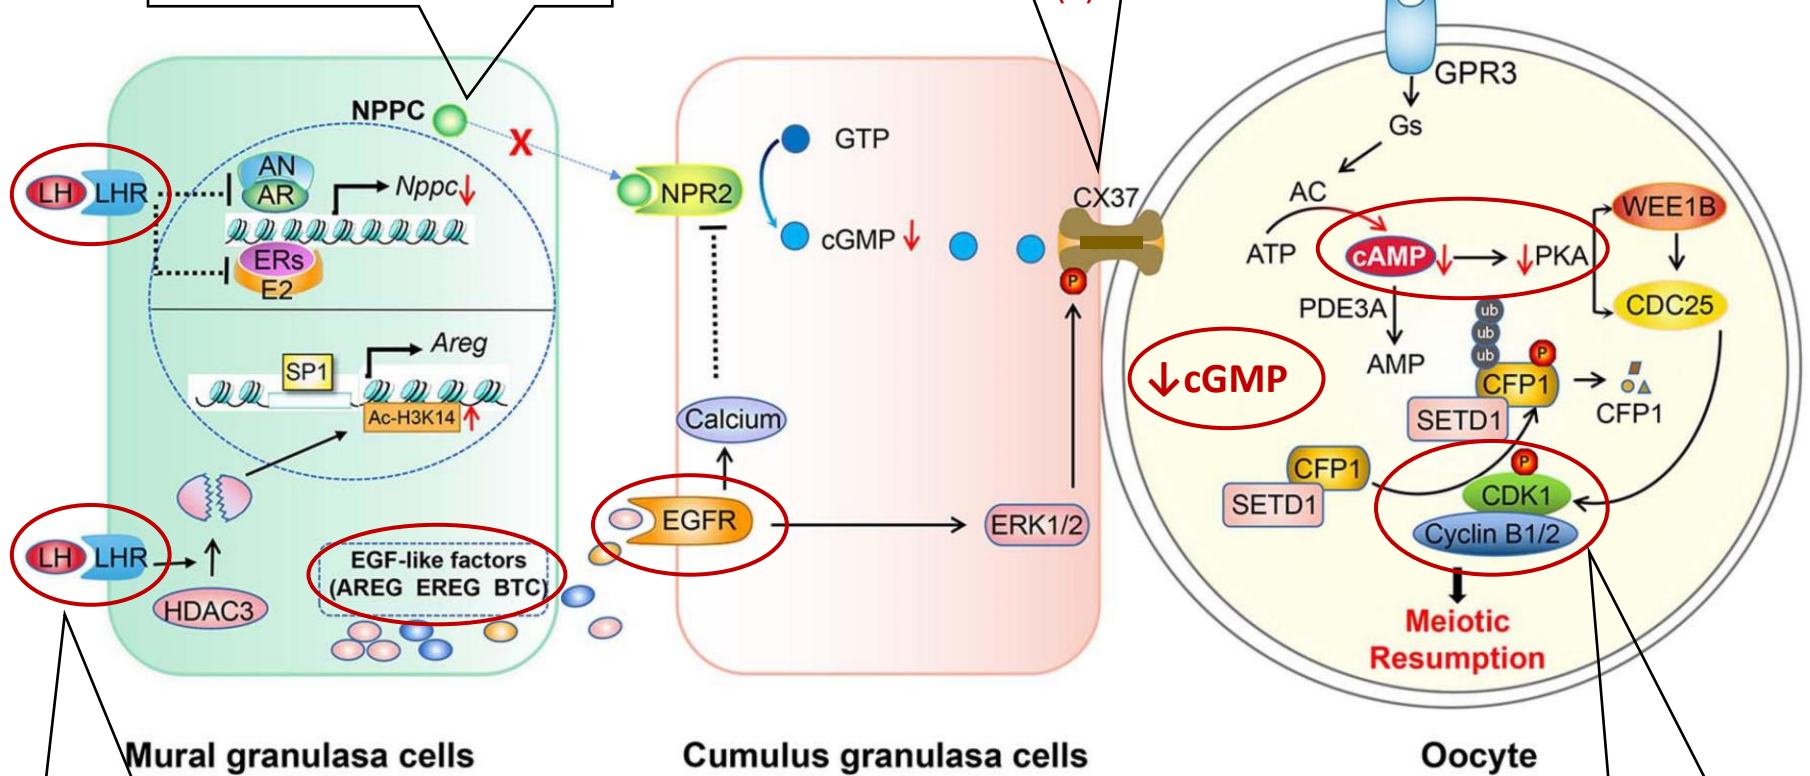 NPPC
X
LH LHR
AN
AR
Nppc
ERs
E2
SP1
Areg
Ac-H3K14
LH LHR
HDAC3
EGF-like factors
(AREG EREG BTC)
Mural granulasa cells
NPR2
GTP
cGMP
CX37
P
Calcium
EGFR
ERK1/2
Cumulus granulasa cells
GPR3
Gs
AC
ATP
cAMP
PKA
WEE1B
CDC25
PDE3A
AMP
↓cGMP
ub
ub
ub
P
CFP1
SETD1
CFP1
CFP1
SETD1
P
CDK1
Cyclin B1/2
Meiotic
Resumption
Oocyte